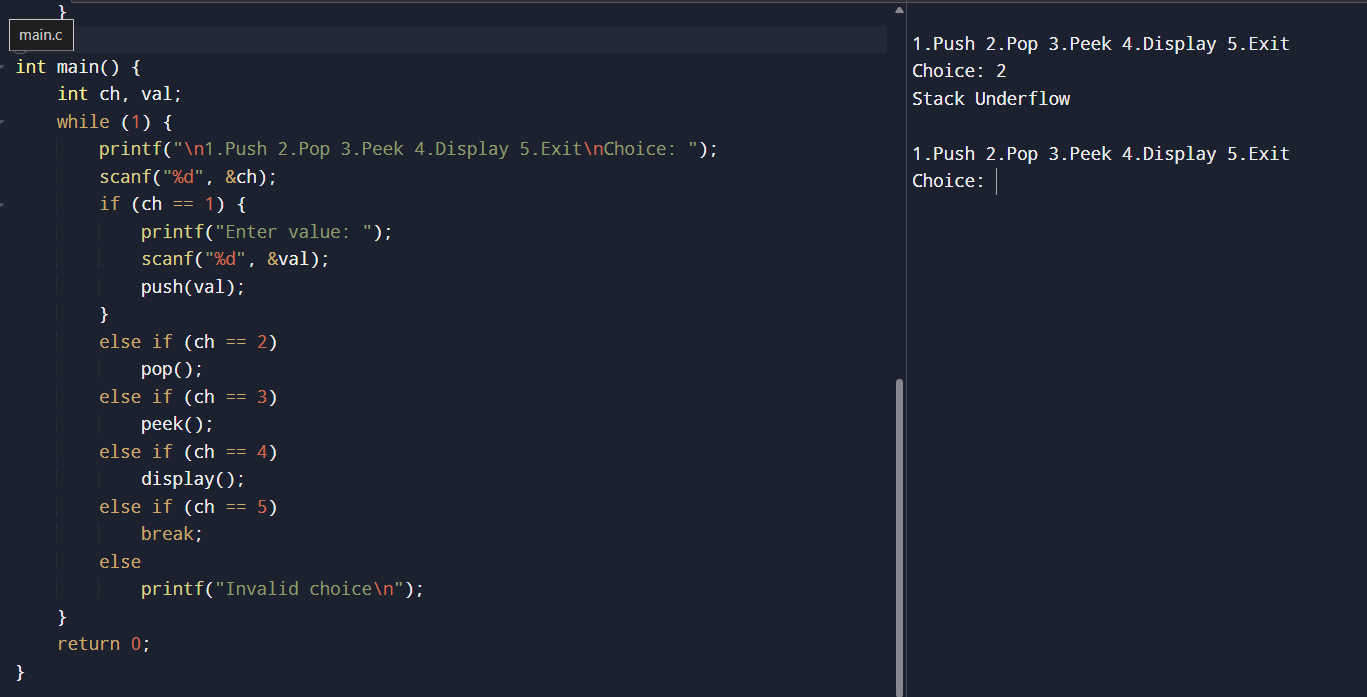 }
main.c
int main() {
    int ch, val;
    while (1) {
        printf("\n1.Push 2.Pop 3.Peek 4.Display 5.Exit\nChoice: ");
        scanf("%d", &ch);
        if (ch == 1) {
            printf("Enter value: ");
            scanf("%d", &val);
            push(val);
        }
        else if (ch == 2)
            pop();
        else if (ch == 3)
            peek();
        else if (ch == 4)
            display();
        else if (ch == 5)
            break;
        else
            printf("Invalid choice\n");
    }
    return 0;
}
1.Push 2.Pop 3.Peek 4.Display 5.Exit
Choice: 2
Stack Underflow
1.Push 2.Pop 3.Peek 4.Display 5.Exit
Choice: